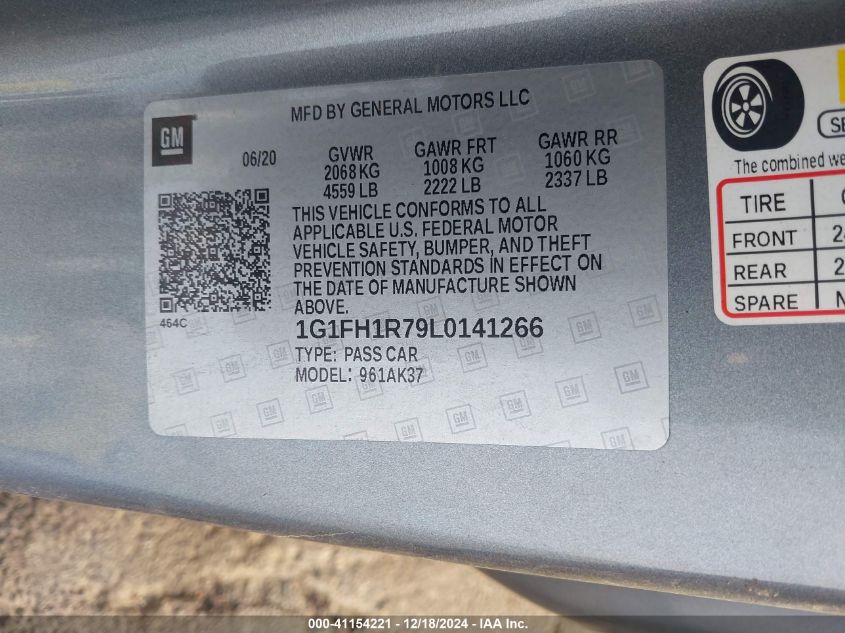 MFD BY GENERAL MOTORS LLC
GM
06/20
GVWR GAWR FRT GAWR RR
2068 KG 1008 KG 1060 KG
4559 LB 2222 LB 2337 LB
THIS VEHICLE CONFORMS TO ALL
APPLICABLE U.S. FEDERAL MOTOR
VEHICLE SAFETY, BUMPER, AND THEFT
PREVENTION STANDARDS IN EFFECT ON
THE DATE OF MANUFACTURE SHOWN
ABOVE.
464C
1G1FH1R79L0141266
TYPE: PASS CAR
MODEL: 961AK37
The combined
TIRE
FRONT
REAR
SPARE
000-41154221 - 12/18/2024 - IAA Inc.